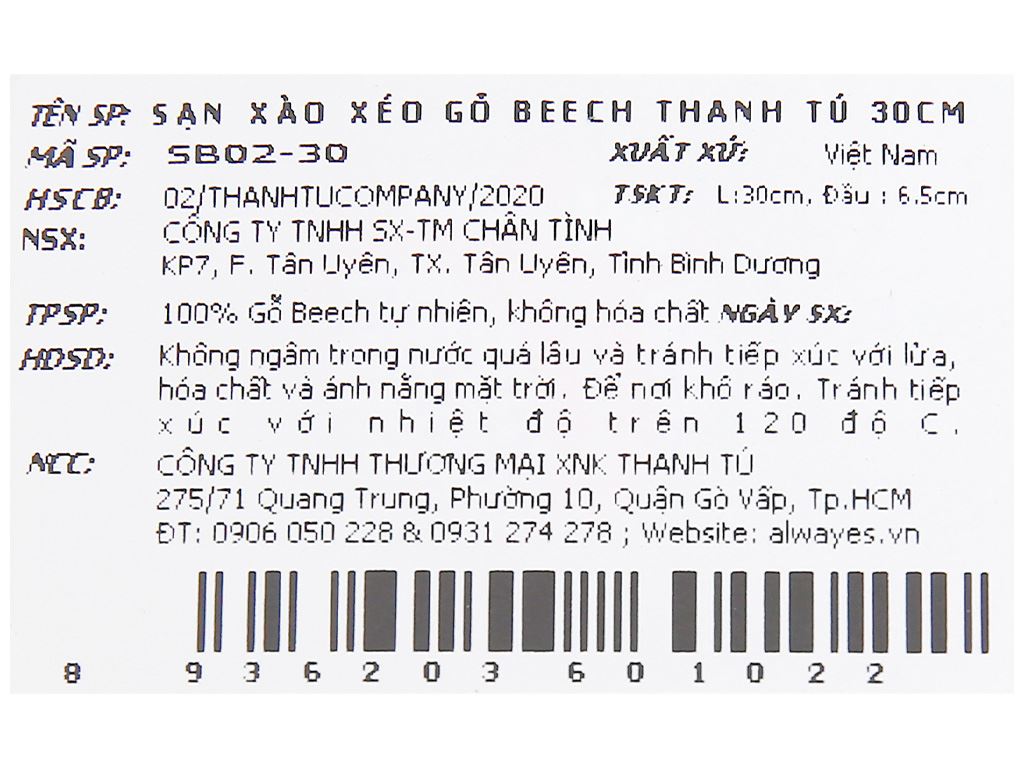 TÊN SP: SẠN XÀO XÉO GỖ BEECH THANH TÚ 30CM
MÃ SP: SB02-30 XUẤT XỨ: Việt Nam
HSCB: 02/THANHTUCOMPANY/2020 TSKT: L:30cm, Đầu : 6.5cm
NSX: CÔNG TY TNHH SX-TM CHÂN TÌNH
KP7, F. Tân Uyên, TX. Tân Uyên, Tỉnh Bình Dương
TPSP: 100% Gỗ Beech tự nhiên, không hóa chất NGÀY SX:
HDSD: Không ngâm trong nước quá lâu và tránh tiếp xúc với lửa,
hóa chất và ánh nắng mặt trời. Để nơi khô ráo. Tránh tiếp
xúc với nhiệt độ trên 120 độ C.
NCC: CÔNG TY TNHH THƯƠNG MẠI XNK THANH TÚ
275/71 Quang Trung, Phường 10, Quận Gò Vấp, Tp.HCM
ĐT: 0906 050 228 & 0931 274 278 ; Website: alwayes.vn
8 936203 601022